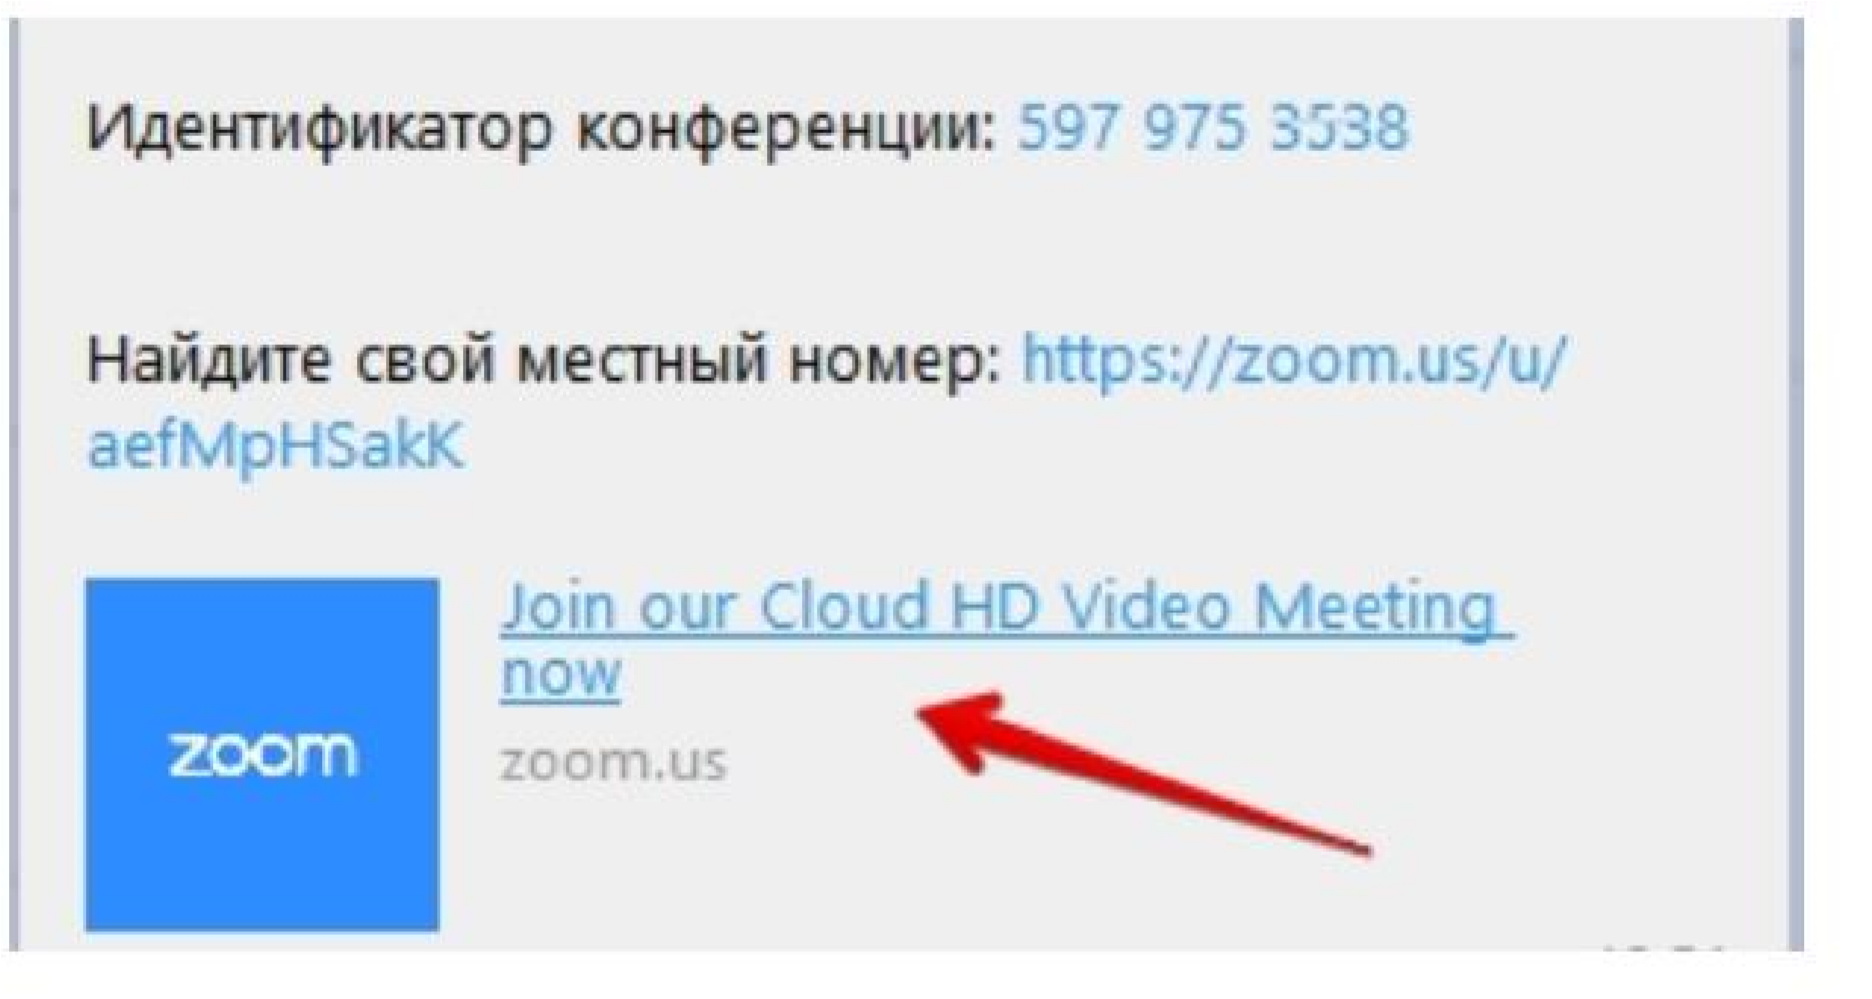 Идентификатор конференции: 597 975 3538
Найдите свой местный номер: https://zoom.us/u/
aefMpHSakK
Join our Cloud HD Video Meeting
now
zoom
zoom.us